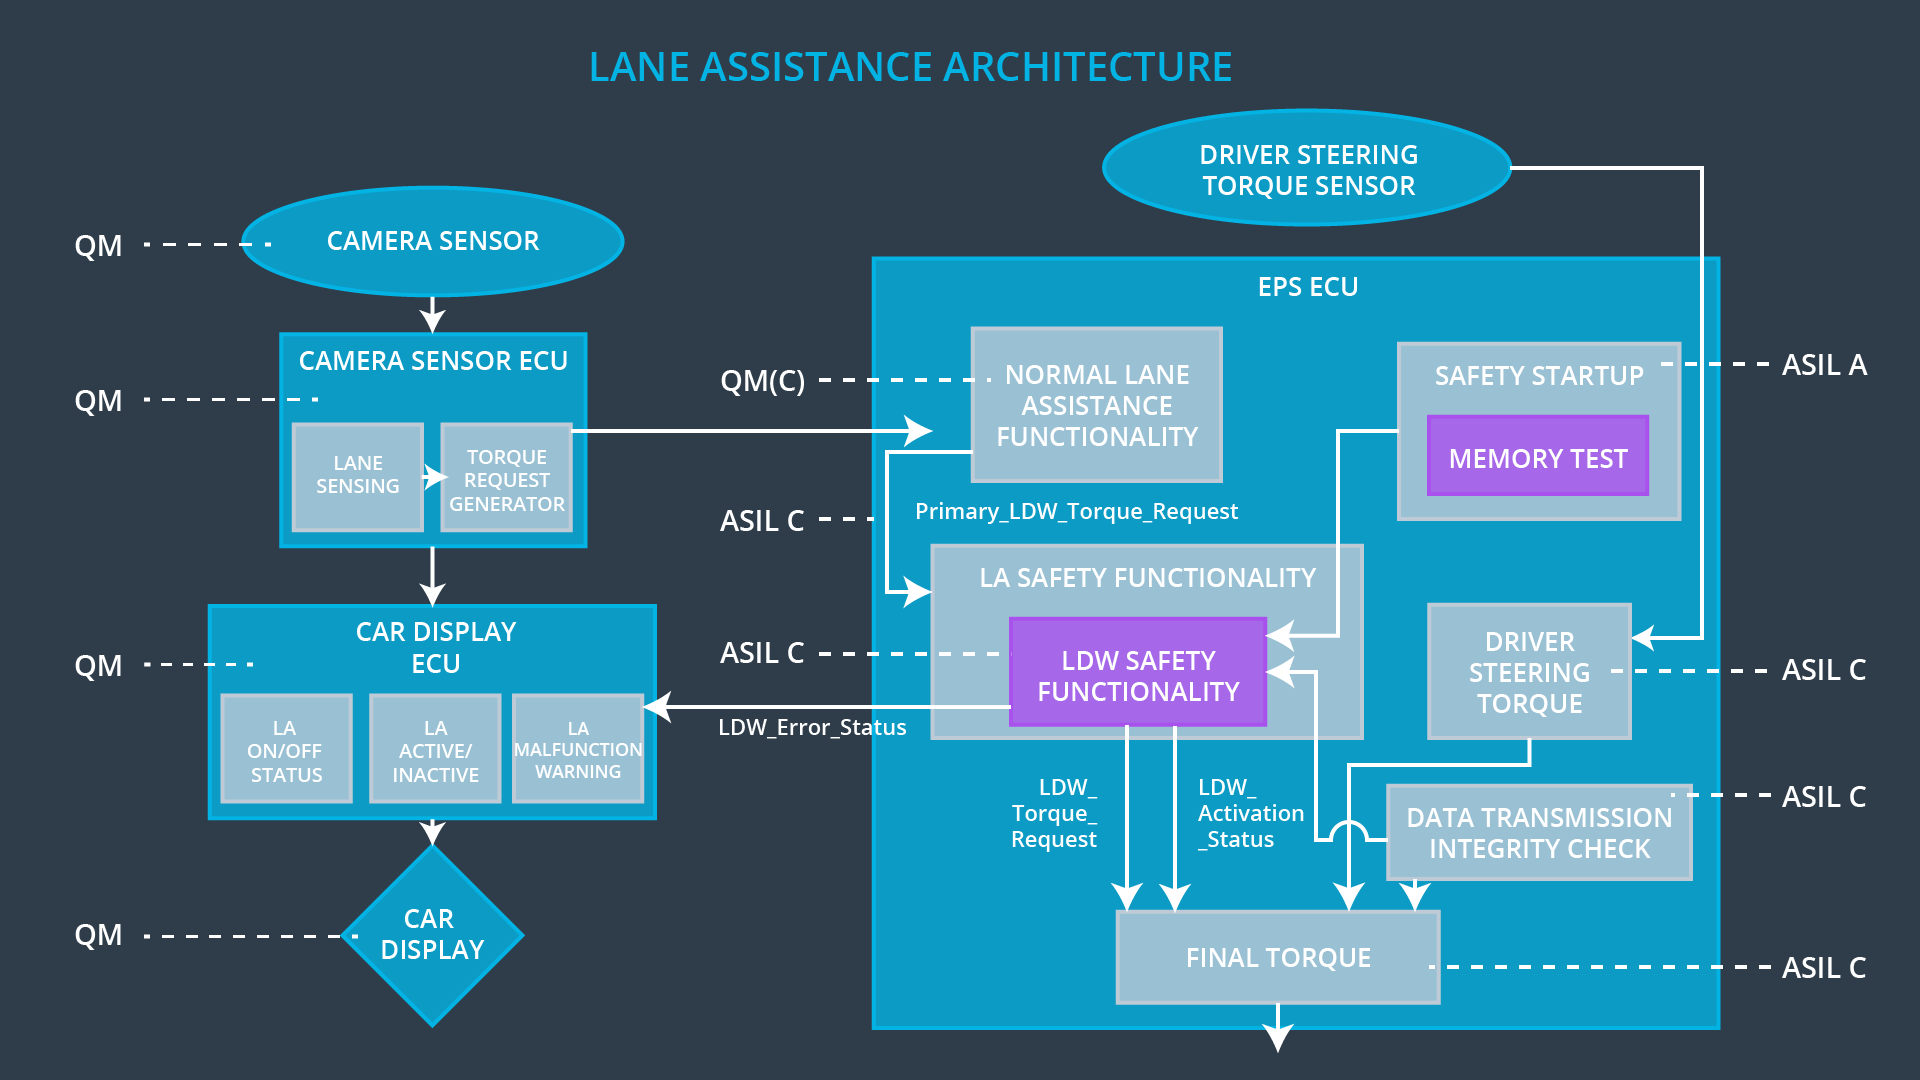 LANE ASSISTANCE ARCHITECTURE
DRIVER STEERING
TORQUE SENSOR
QM
CAMERA SENSOR
EPS ECU
QM
CAMERA SENSOR ECU
LANE
SENSING
TORQUE
REQUEST
GENERATOR
QM(C)
NORMAL LANE
ASSISTANCE
FUNCTIONALITY
SAFETY STARTUP
MEMORY TEST
ASIL A
ASIL C
Primary_LDW_Torque_Request
LA SAFETY FUNCTIONALITY
ASIL C
LDW SAFETY
FUNCTIONALITY
DRIVER
STEERING
TORQUE
ASIL C
QM
CAR DISPLAY
ECU
LA
ON/OFF
STATUS
LA
ACTIVE/
INACTIVE
LA
MALFUNCTION
WARNING
LDW_Error_Status
LDW_
Torque_
Request
LDW_
Activation
_Status
DATA TRANSMISSION
INTEGRITY CHECK
ASIL C
QM
CAR
DISPLAY
FINAL TORQUE
ASIL C